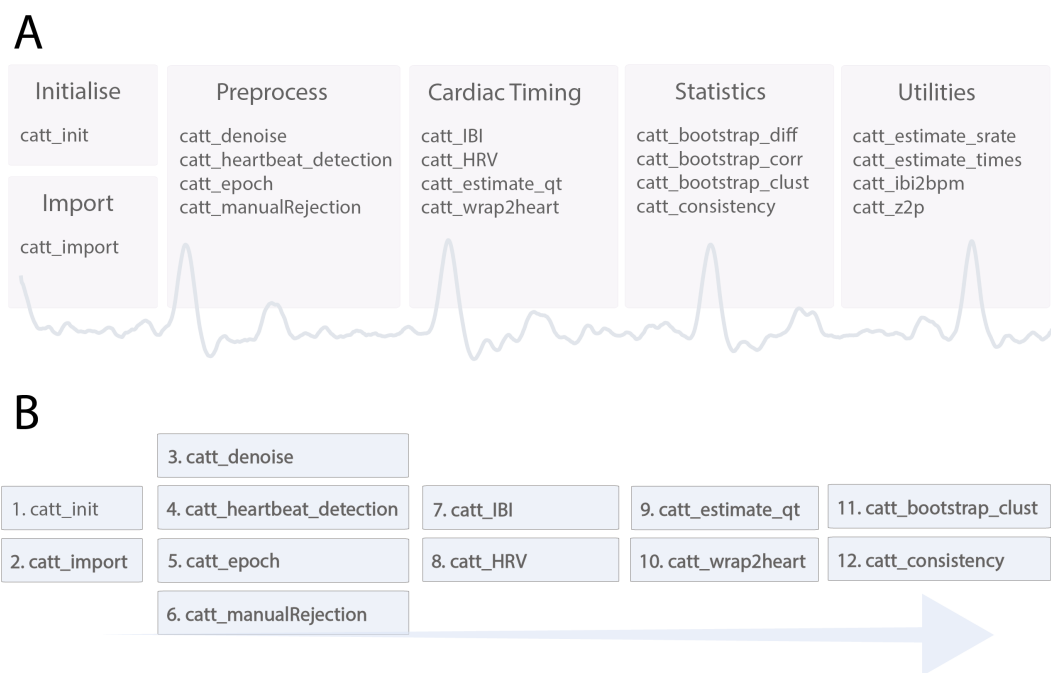 A
Initialise
catt_init
Import
catt_import
Preprocess
catt_denoise
catt_heartbeat_detection
catt_epoch
catt_manualRejection
Cardiac Timing
catt_IBI
catt_HRV
catt_estimate_qt
catt_wrap2heart
Statistics
catt_bootstrap_diff
catt_bootstrap_corr
catt_bootstrap_clust
catt_consistency
Utilities
catt_estimate_srate
catt_estimate_times
catt_ibi2bpm
catt_z2p
B
1. catt_init
2. catt_import
3. catt_denoise
4. catt_heartbeat_detection
5. catt_epoch
6. catt_manualRejection
7. catt_IBI
8. catt_HRV
9. catt_estimate_qt
10. catt_wrap2heart
11. catt_bootstrap_clust
12. catt_consistency